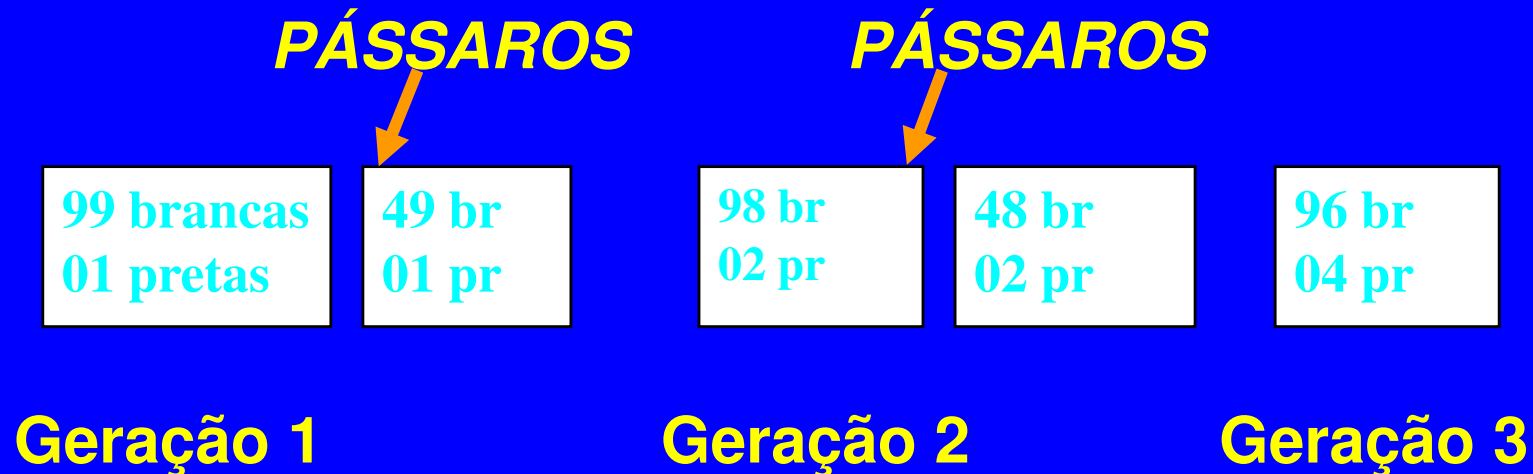 PÁSSAROS PÁSSAROS
99 brancas
01 pretas
49 br
01 pr
98 br
02 pr
48 br
02 pr
96 br
04 pr
Geração 1 Geração 2 Geração 3